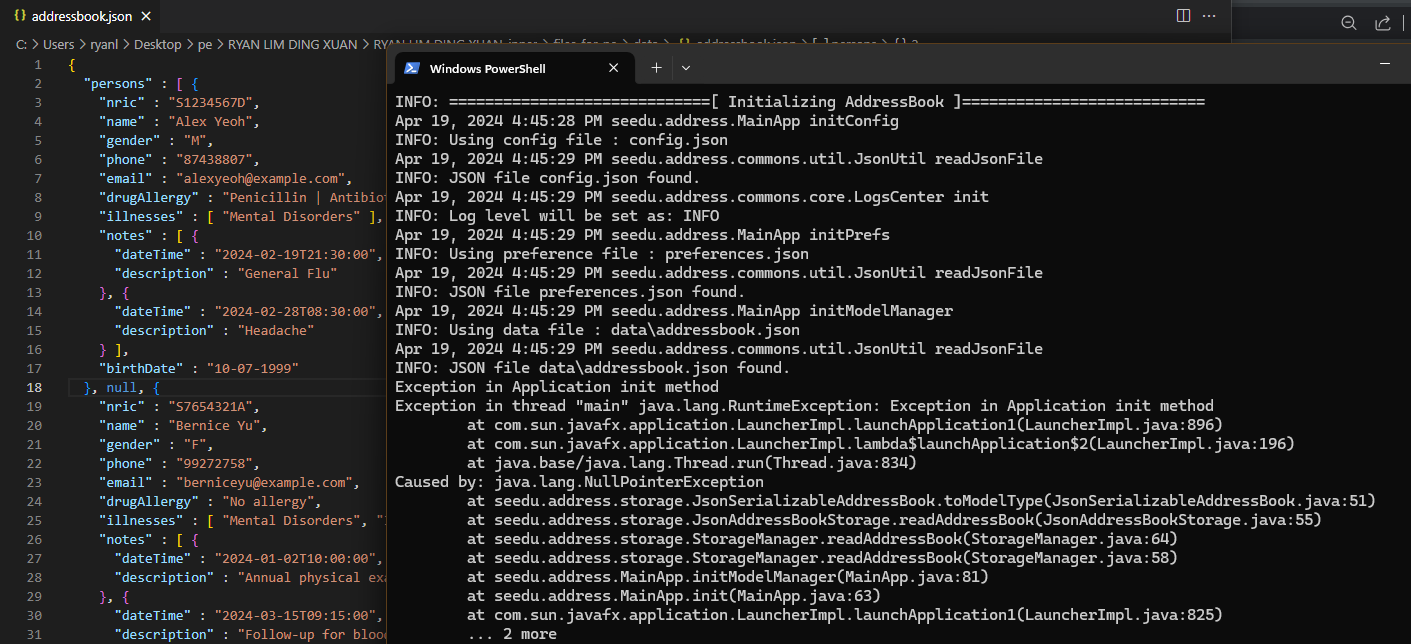 {} addressbook.json ×
C: > Users > ryanl > Desktop > pe > RYAN LIM DING XUAN > RYAN LIM DING XUAN
1 {
2 "persons" : [ {
3 "nric" : "S1234567D",
4 "name" : "Alex Yeoh",
5 "gender" : "M",
6 "phone" : "87438807",
7 "email" : "alexyeoh@example.com",
8 "drugAllergy" : "Penicillin | Antibio
9 "illnesses" : [ "Mental Disorders" ],
10 "notes" : [ {
11 "dateTime" : "2024-02-19T21:30:00",
12 "description" : "General Flu"
13 }, {
14 "dateTime" : "2024-02-28T08:30:00",
15 "description" : "Headache"
16 } ],
17 "birthDate" : "10-07-1999"
18 }, null, {
19 "nric" : "S7654321A",
20 "name" : "Bernice Yu",
21 "gender" : "F",
22 "phone" : "99272758",
23 "email" : "berniceyu@example.com",
24 "drugAllergy" : "No allergy",
25 "illnesses" : [ "Mental Disorders", "
26 "notes" : [ {
27 "dateTime" : "2024-01-02T10:00:00",
28 "description" : "Annual physical exa
29 }, {
30 "dateTime" : "2024-03-15T09:15:00",
31 "description" : "Follow-up for blood
Windows PowerShell
INFO: =============================[ Initializing AddressBook ]===========================
Apr 19, 2024 4:45:28 PM seedu.address.MainApp initConfig
INFO: Using config file : config.json
Apr 19, 2024 4:45:29 PM seedu.address.commons.util.JsonUtil readJsonFile
INFO: JSON file config.json found.
Apr 19, 2024 4:45:29 PM seedu.address.commons.core.LogsCenter init
INFO: Log level will be set as: INFO
Apr 19, 2024 4:45:29 PM seedu.address.MainApp initPrefs
INFO: Using preference file : preferences.json
Apr 19, 2024 4:45:29 PM seedu.address.commons.util.JsonUtil readJsonFile
INFO: JSON file preferences.json found.
Apr 19, 2024 4:45:29 PM seedu.address.MainApp initModelManager
INFO: Using data file : data\addressbook.json
Apr 19, 2024 4:45:29 PM seedu.address.commons.util.JsonUtil readJsonFile
INFO: JSON file data\addressbook.json found.
Exception in Application init method
Exception in thread "main" java.lang.RuntimeException: Exception in Application init method
at com.sun.javafx.application.LauncherImpl.launchApplication1(LauncherImpl.java:896)
at com.sun.javafx.application.LauncherImpl.lambda$launchApplication$2(LauncherImpl.java:196)
at java.base/java.lang.Thread.run(Thread.java:834)
Caused by: java.lang.NullPointerException
at seedu.address.storage.JsonSerializableAddressBook.toModelType(JsonSerializableAddressBook.java:51)
at seedu.address.storage.JsonAddressBookStorage.readAddressBook(JsonAddressBookStorage.java:55)
at seedu.address.storage.StorageManager.readAddressBook(StorageManager.java:64)
at seedu.address.storage.StorageManager.readAddressBook(StorageManager.java:58)
at seedu.address.MainApp.initModelManager(MainApp.java:81)
at seedu.address.MainApp.init(MainApp.java:63)
at com.sun.javafx.application.LauncherImpl.launchApplication1(LauncherImpl.java:825)
... 2 more